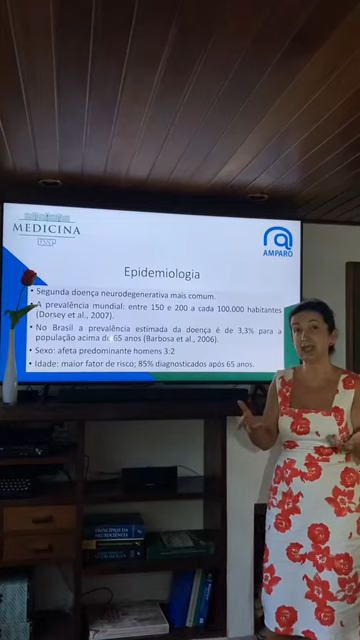 MEDICINA
USP
AMPARO
Epidemiologia
• Segunda doença neurodegenerativa mais comum.
• A prevalência mundial: entre 150 e 200 a cada 100.000 habitantes
(Dorsey et al., 2007).
• No Brasil a prevalência estimada da doença é de 3,3% para a
população acima de 65 anos (Barbosa et al., 2006).
• Sexo: afeta predominante homens 3:2
• Idade: maior fator de risco; 85% diagnosticados após 65 anos.
PRINCÍPIOS DA
NEUROCIÊNCIA